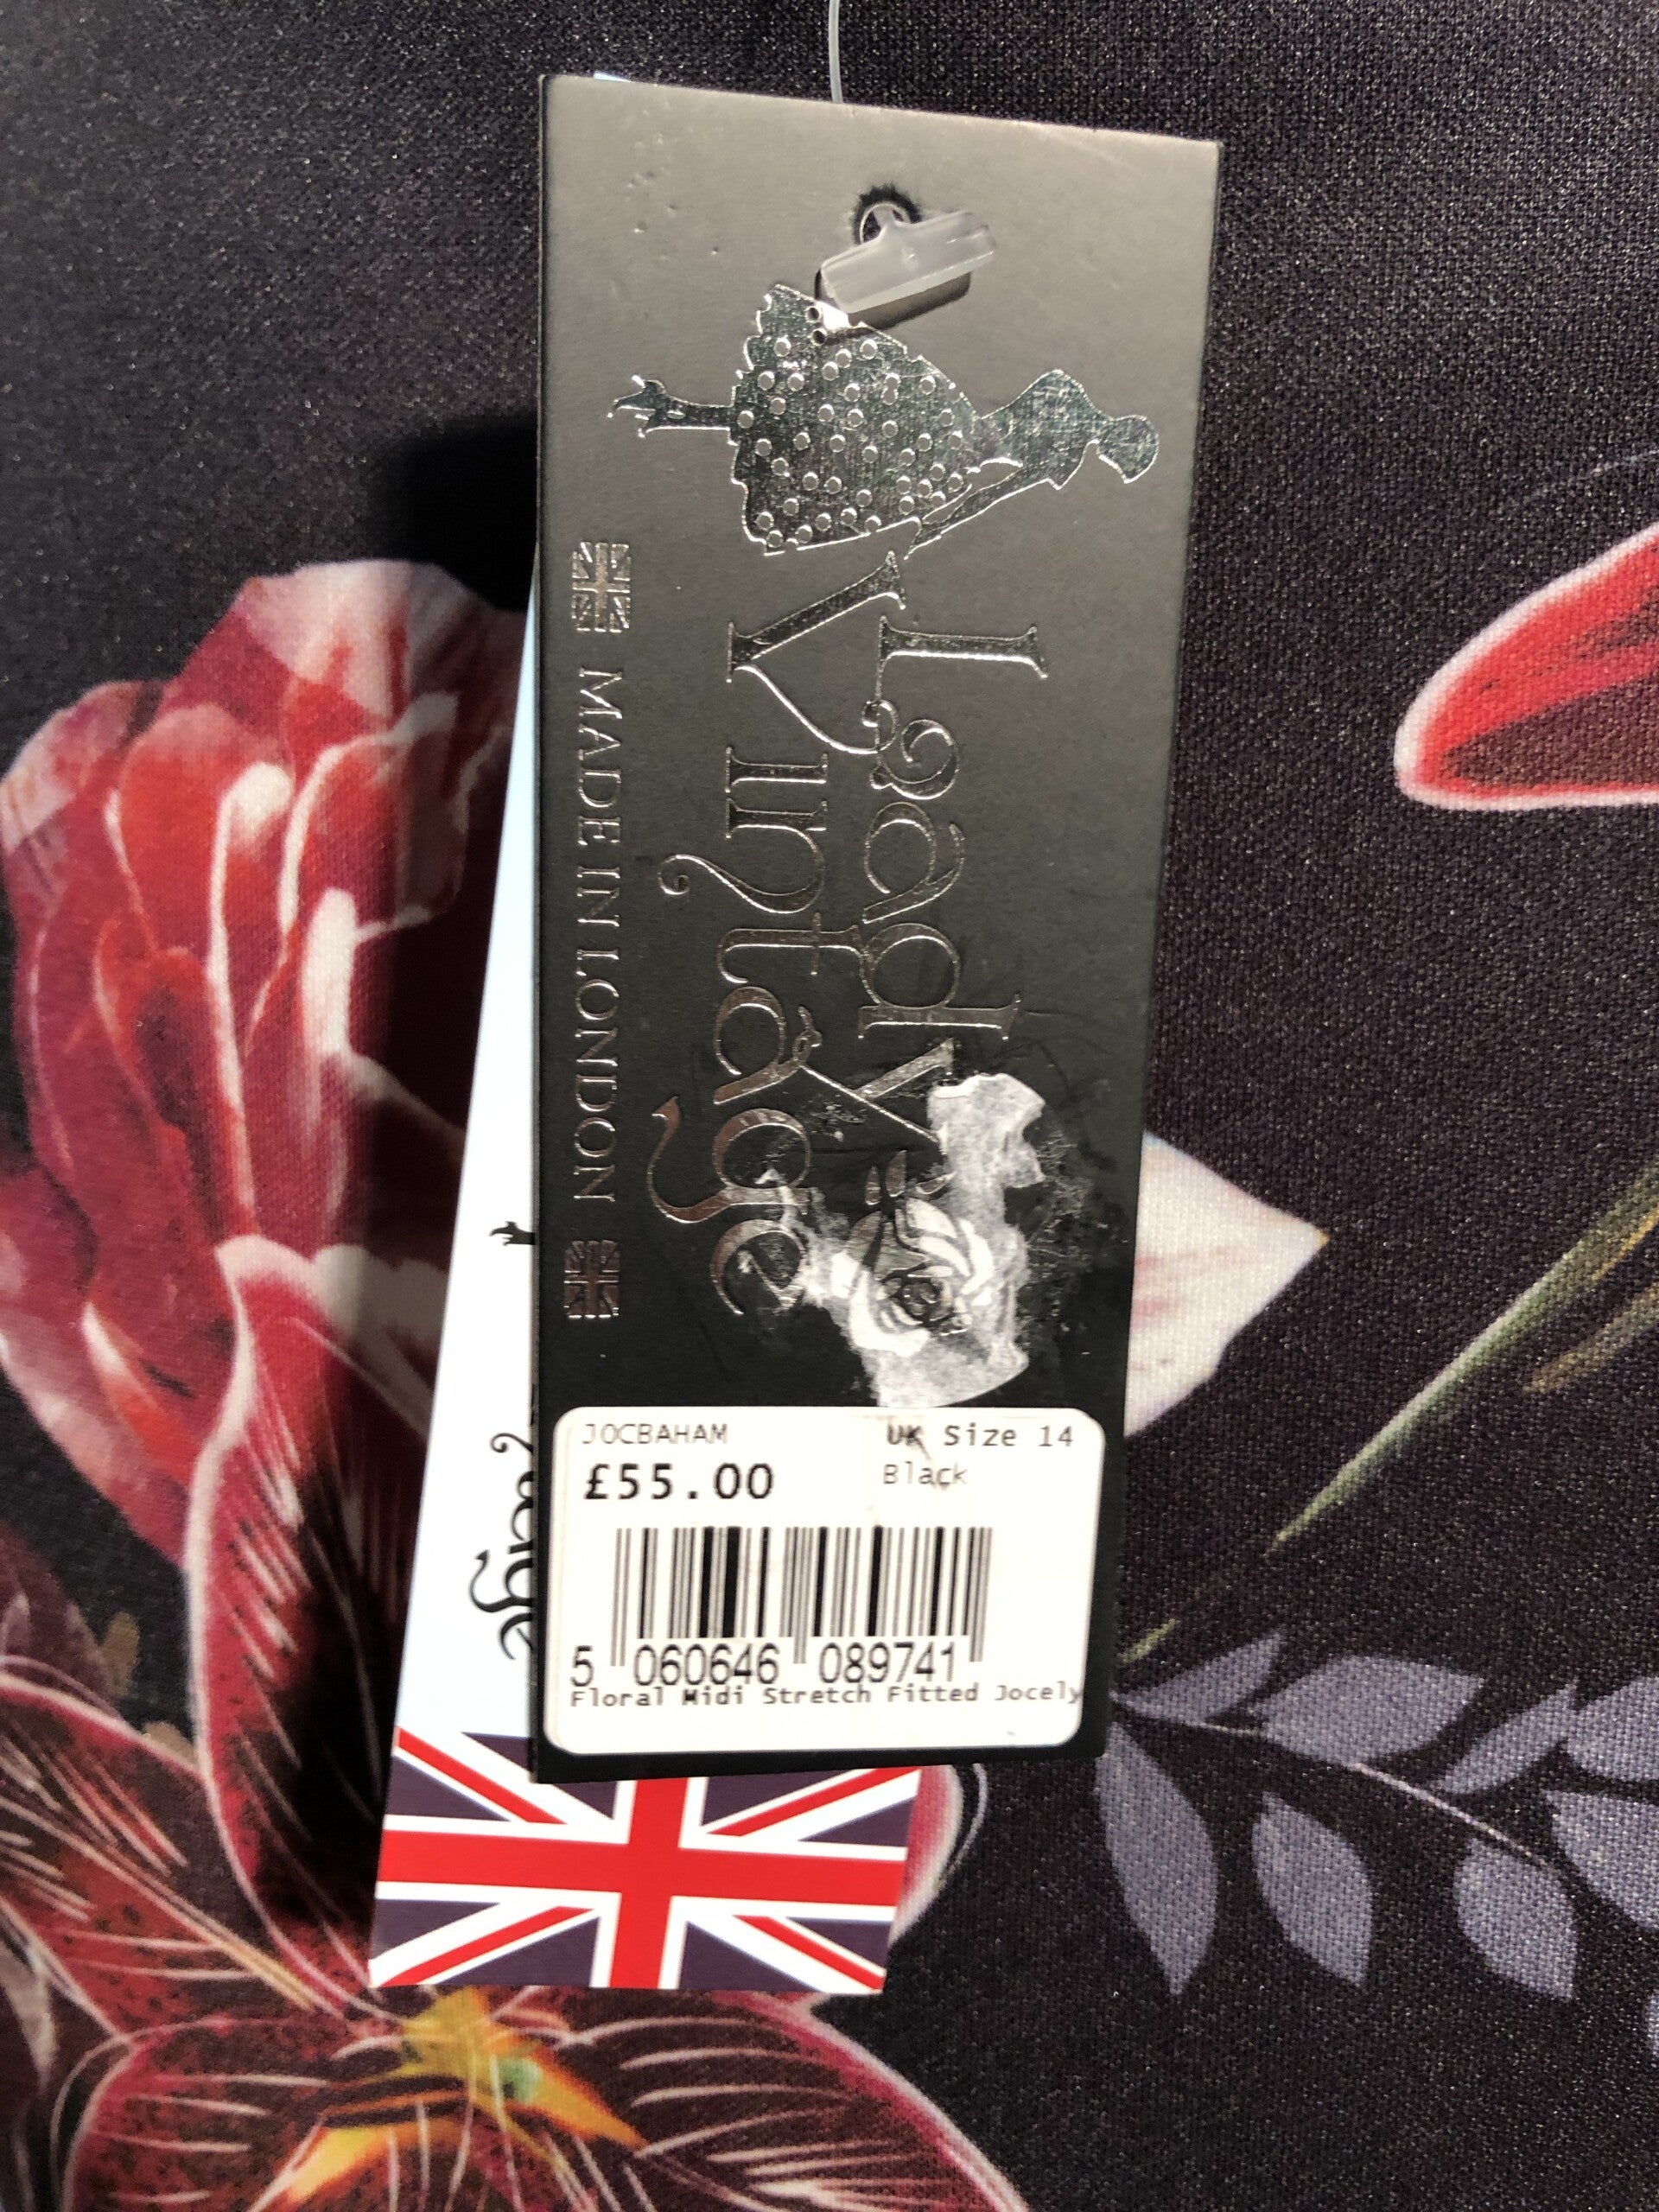 Lady
Vintage
MADE IN LONDON
JOCBAHAM
UK Size 14
£55.00
Black
5 060646 089741
Floral Midi Stretch Fitted Jocely